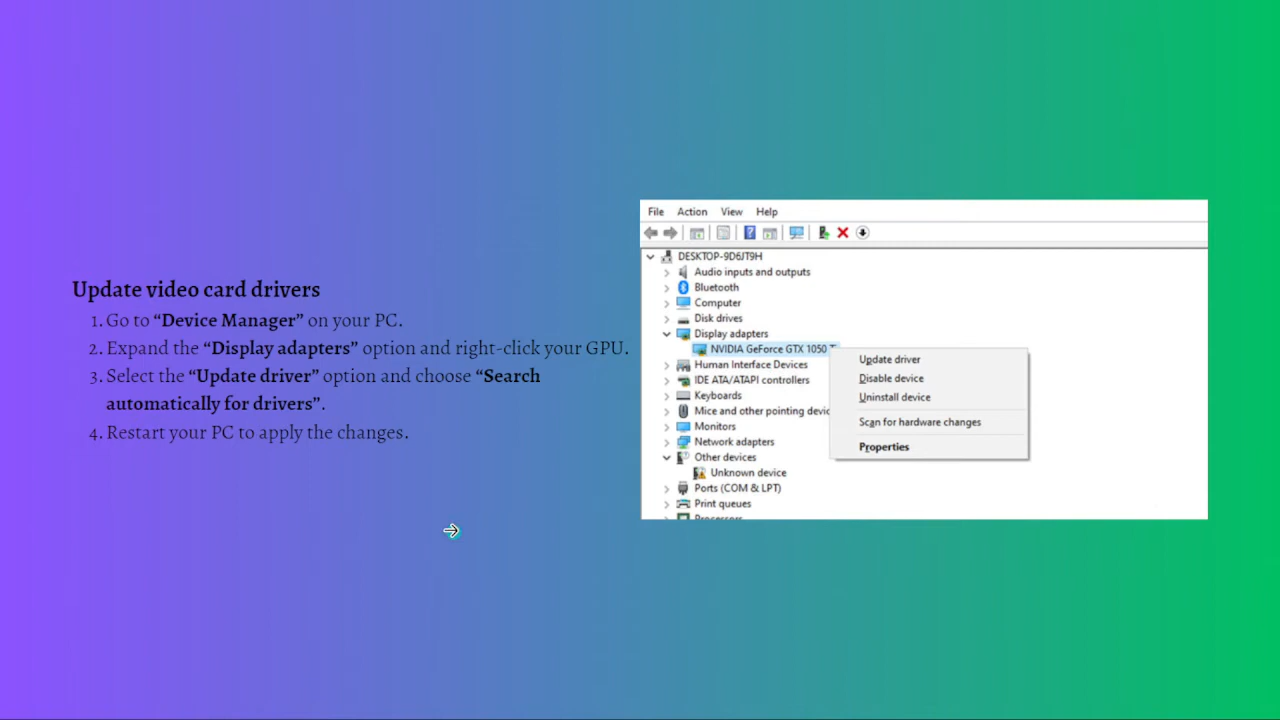 Update video card drivers
1. Go to “Device Manager” on your PC.
2. Expand the “Display adapters” option and right-click your GPU.
3. Select the “Update driver” option and choose “Search
automatically for drivers”.
4. Restart your PC to apply the changes.
File Action View Help
DESKTOP-9D6JT9H
Audio inputs and outputs
Bluetooth
Computer
Disk drives
Display adapters
NVIDIA GeForce GTX 1050
Human Interface Devices
IDE ATA/ATAPI controllers
Keyboards
Mice and other pointing
Monitors
Network adapters
Other devices
Unknown device
Ports (COM & LPT)
Print queues
Processors
Update driver
Disable device
Uninstall device
Scan for hardware changes
Properties